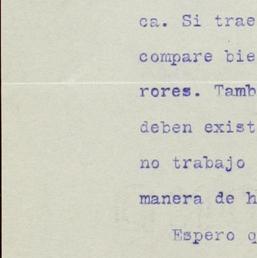 ca. Si trae
compare bie
rores. Tamb
deben exist
no trabajo
manera de h
Espero q